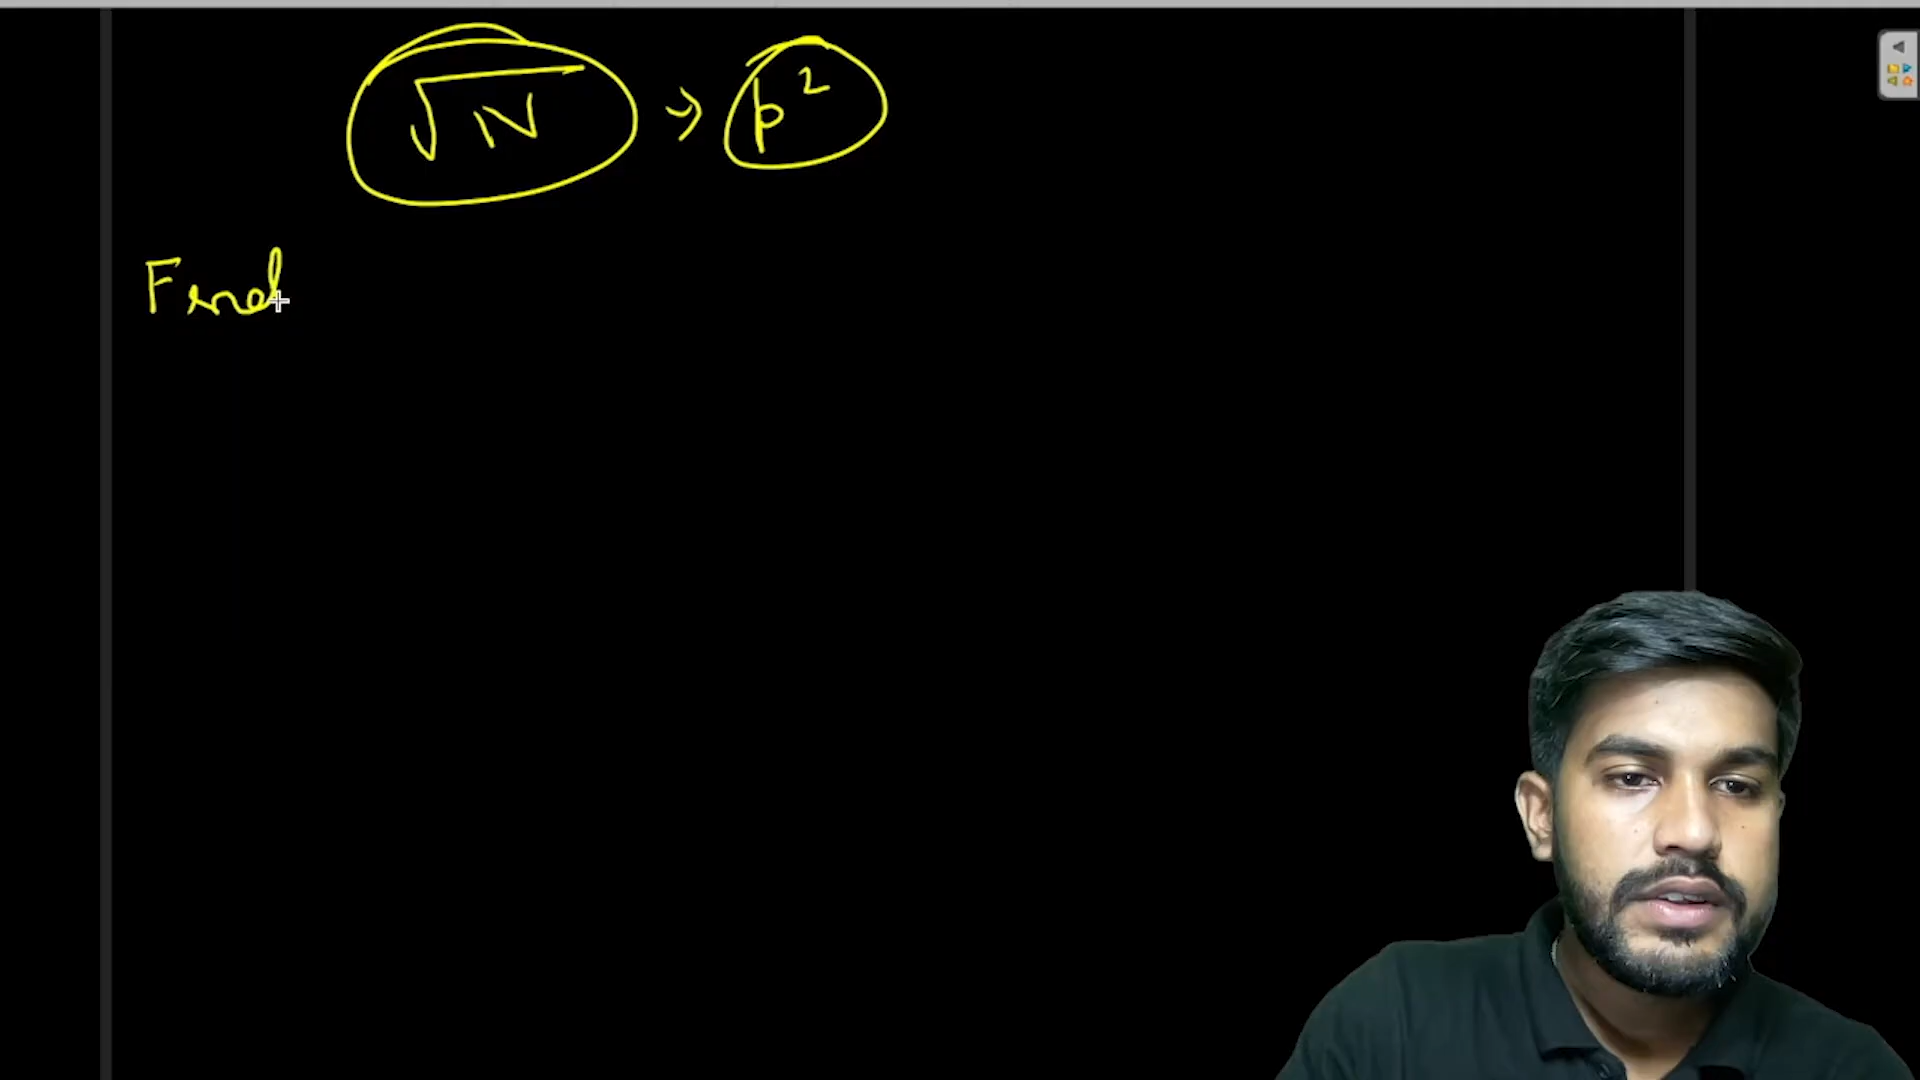 √N → p²
Find